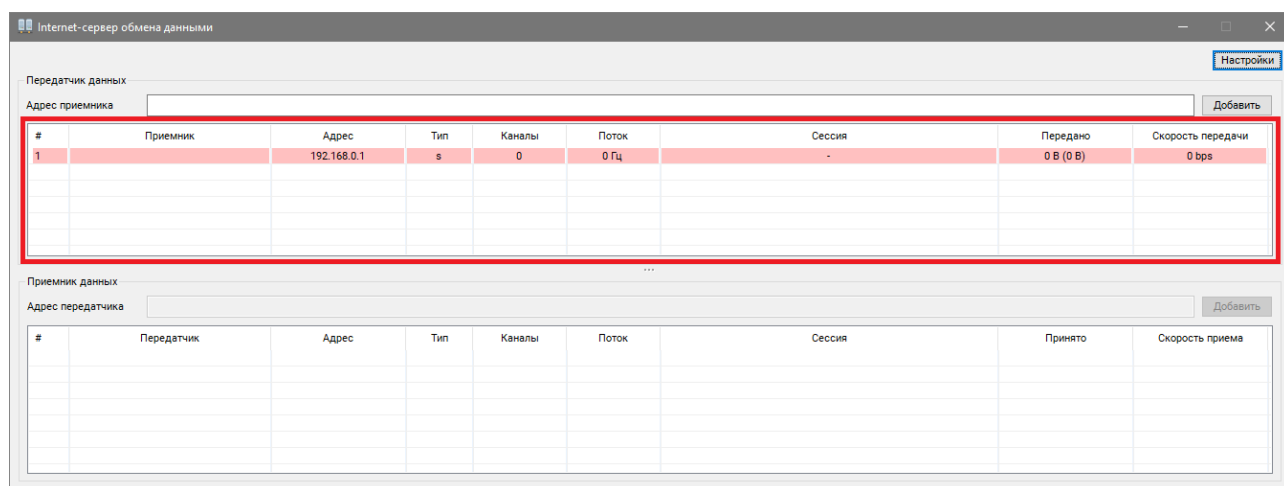 Internet-сервер обмена данными
Настройки
Передатчик данных
Адрес приемника Добавить
# Приемник Адрес Тип Каналы Поток Сессия Передано Скорость передачи
1 192.168.0.1 s 0 0 Гц - 0 B (0 B) 0 bps
...
Приемник данных
Адрес передатчика Добавить
# Передатчик Адрес Тип Каналы Поток Сессия Принято Скорость приема